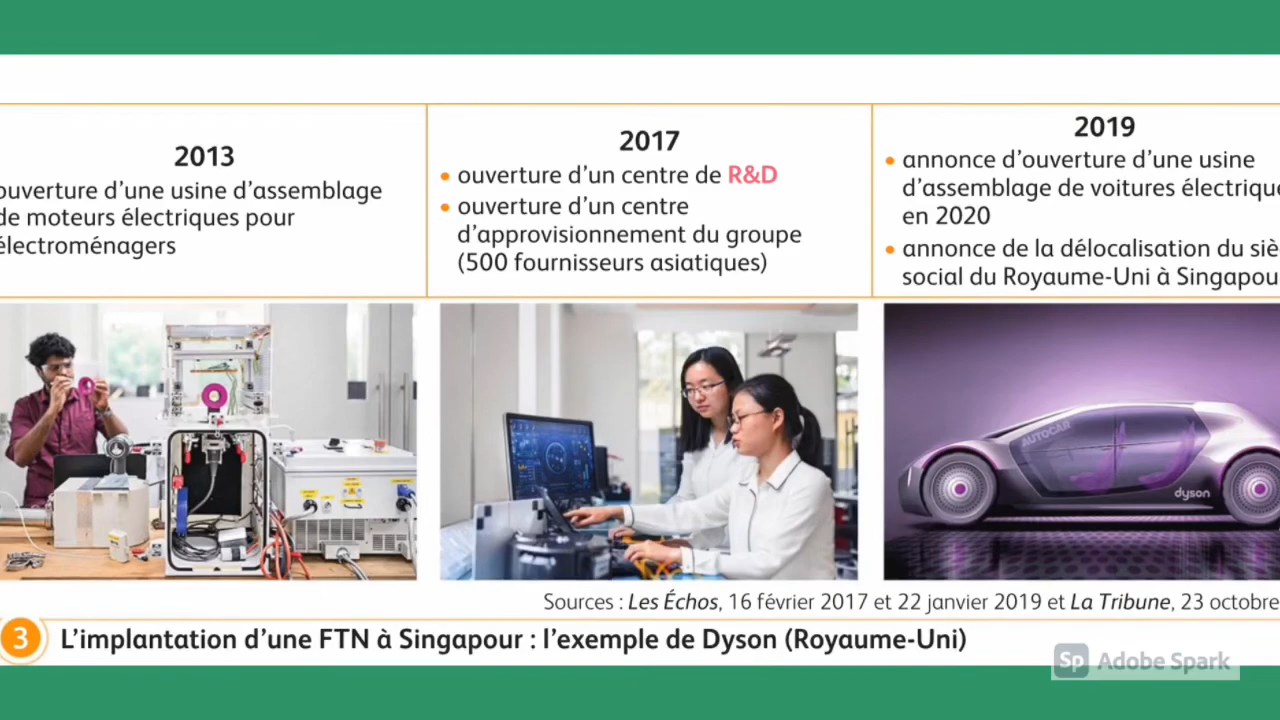 2013
ouverture d’une usine d’assemblage
de moteurs électriques pour
électroménagers
2017
• ouverture d’un centre de R&D
• ouverture d’un centre
d’approvisionnement du groupe
(500 fournisseurs asiatiques)
2019
• annonce d’ouverture d’une usine
d’assemblage de voitures électrique
en 2020
• annonce de la délocalisation du siè
social du Royaume-Uni à Singapou
AUTOCAR
dyson
Sources : Les Échos, 16 février 2017 et 22 janvier 2019 et La Tribune, 23 octobre
3 L’implantation d’une FTN à Singapour : l’exemple de Dyson (Royaume-Uni)
Sp Adobe Spark